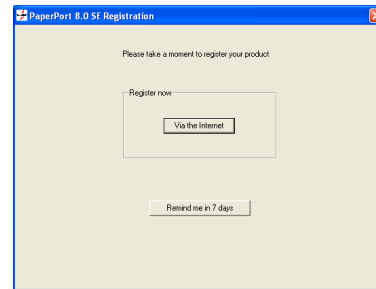 PaperPort 8.0 SE Registration
Please take a moment to register your product
Register now
Via the Internet
Remind me in 7 days